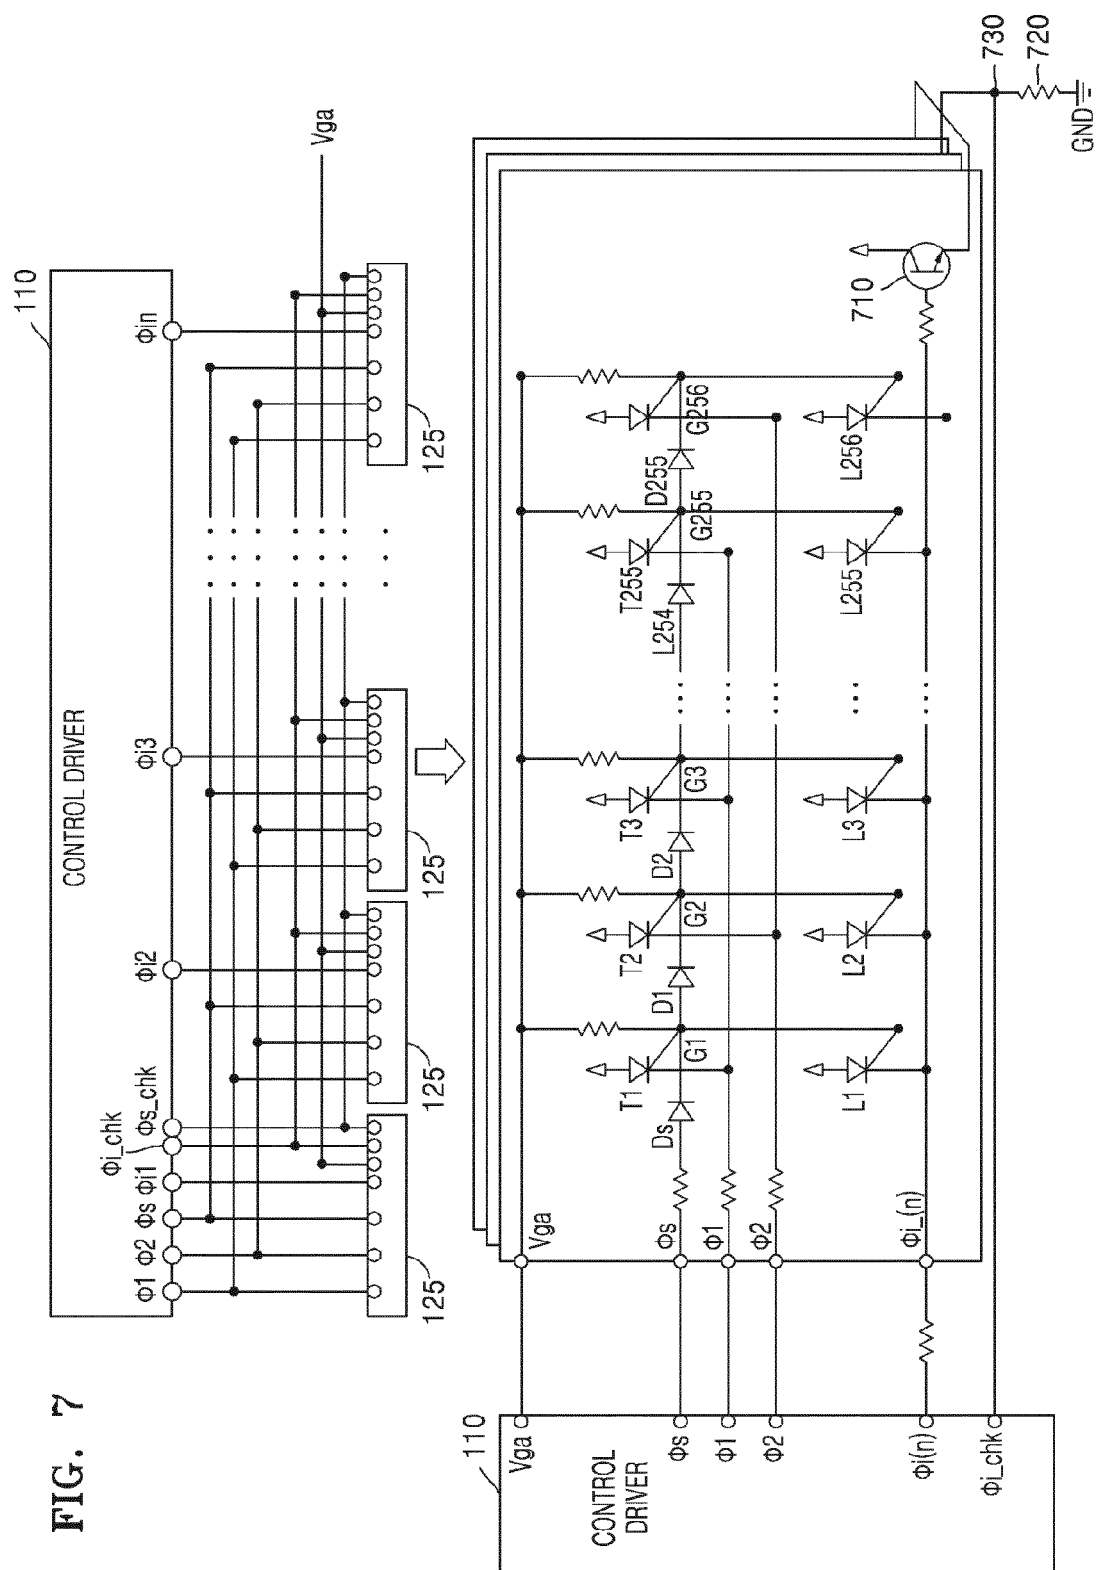 FIG. 7
110
CONTROL DRIVER
Φ1 Φ2 Φs Φi1 Φi_chk Φs_chk Φi2 Φi3 Φin
Vga
125 125 125 125
110
CONTROL
DRIVER
Vga Vga
Φs Φs
Φ1 Φ1
Φ2 Φ2
Φi(n) Φi_(n)
Φi_chk
T1 T2 T3 T255
Ds D1 D2 L254 D255
G1 G2 G3 G255 G256
L1 L2 L3 L255 L256
710
730
720
GND